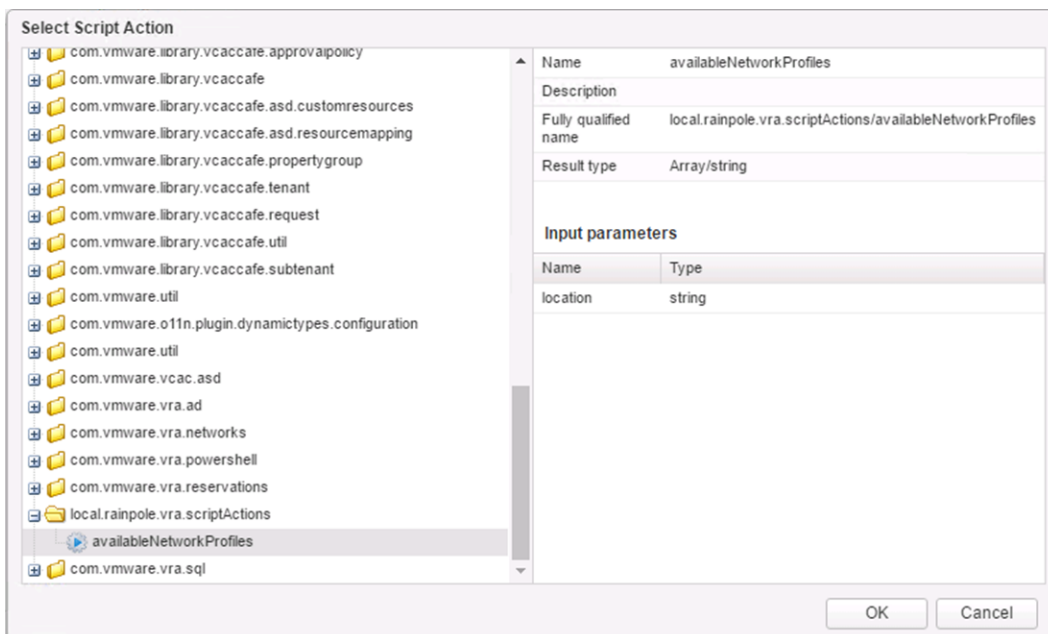 Select Script Action
com.vmware.library.vcaccafe.approvalpolicy
com.vmware.library.vcaccafe
com.vmware.library.vcaccafe.asd.customresources
com.vmware.library.vcaccafe.asd.resourcemapping
com.vmware.library.vcaccafe.propertygroup
com.vmware.library.vcaccafe.tenant
com.vmware.library.vcaccafe.request
com.vmware.library.vcaccafe.util
com.vmware.library.vcaccafe.subtenant
com.vmware.util
com.vmware.o11n.plugin.dynamictypes.configuration
com.vmware.util
com.vmware.vcac.asd
com.vmware.vra.ad
com.vmware.vra.networks
com.vmware.vra.powershell
com.vmware.vra.reservations
local.rainpole.vra.scriptActions
availableNetworkProfiles
com.vmware.vra.sql
Name availableNetworkProfiles
Description
Fully qualified local.rainpole.vra.scriptActions/availableNetworkProfiles
name
Result type Array/string
Input parameters
Name Type
location string
OK Cancel